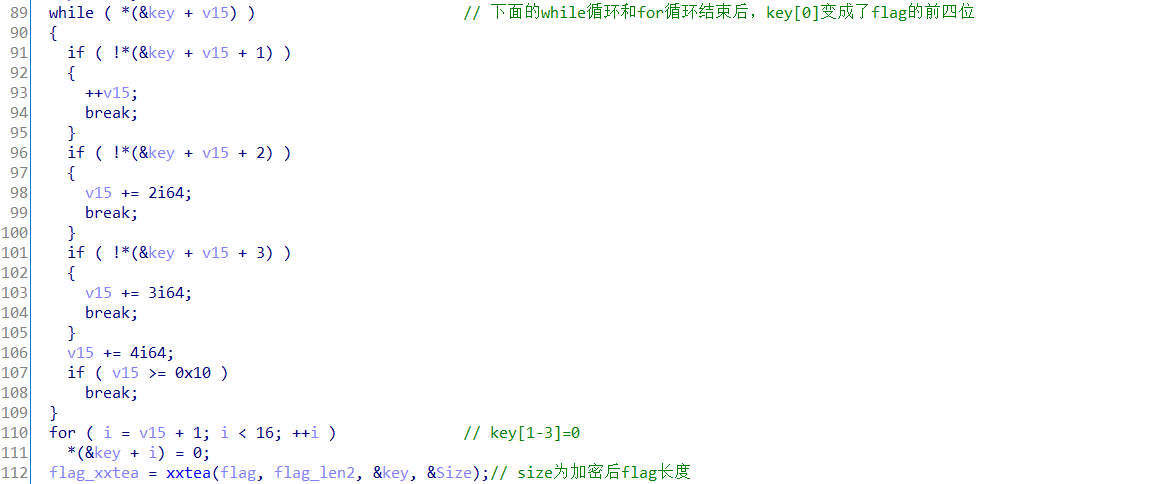 89 while ( *(&key + v15) ) // 下面的while循环和for循环结束后，key[0]变成了flag的前四位
90 {
91 if ( !*(&key + v15 + 1) )
92 {
93 ++v15;
94 break;
95 }
96 if ( !*(&key + v15 + 2) )
97 {
98 v15 += 2i64;
99 break;
100 }
101 if ( !*(&key + v15 + 3) )
102 {
103 v15 += 3i64;
104 break;
105 }
106 v15 += 4i64;
107 if ( v15 >= 0x10 )
108 break;
109 }
110 for ( i = v15 + 1; i < 16; ++i ) // key[1-3]=0
111 *(&key + i) = 0;
112 flag_xxtea = xxtea(flag, flag_len2, &key, &Size);// size为加密后flag长度